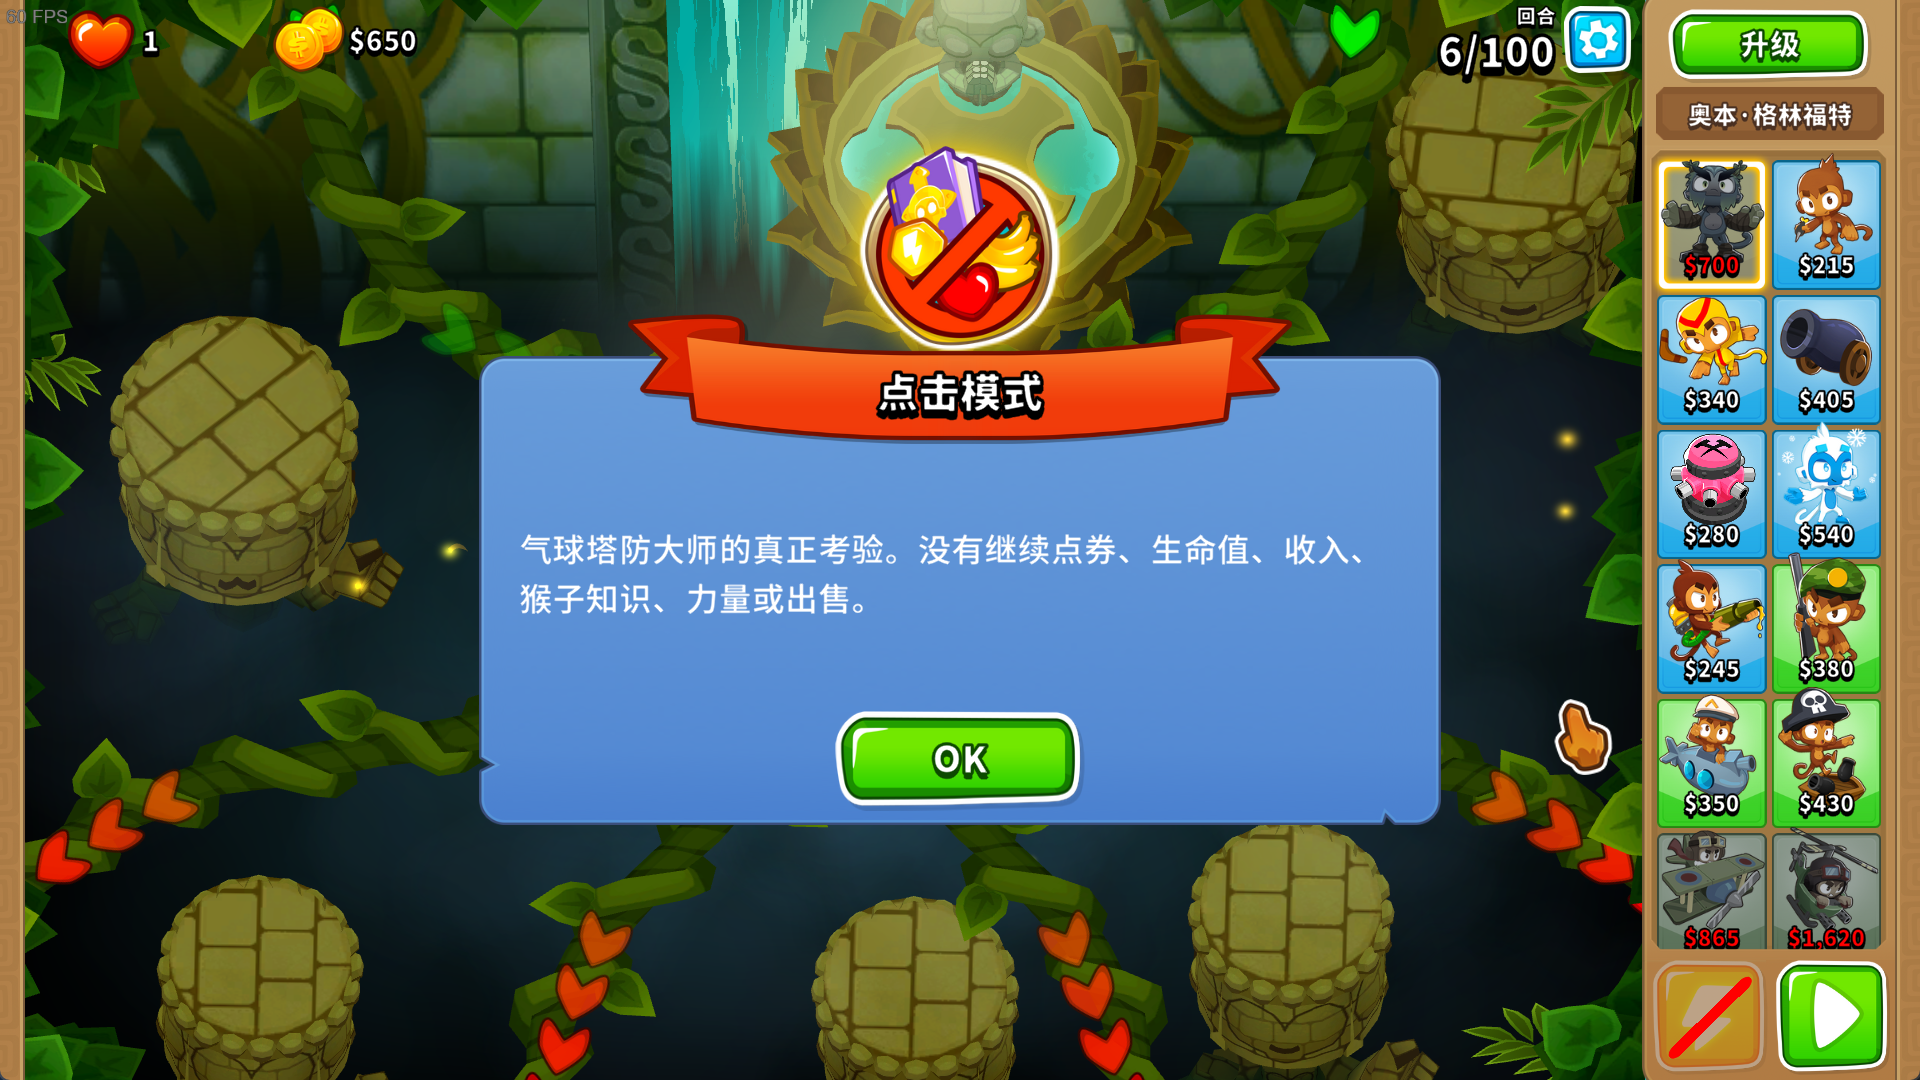 60 FPS
1
$650
回合
6/100
升级
奥本·格林福特
$700
$215
$340
$405
$280
$540
$245
$380
$350
$430
$865
$1,620
点击模式
气球塔防大师的真正考验。没有继续点券、生命值、收入、
猴子知识、力量或出售。
OK